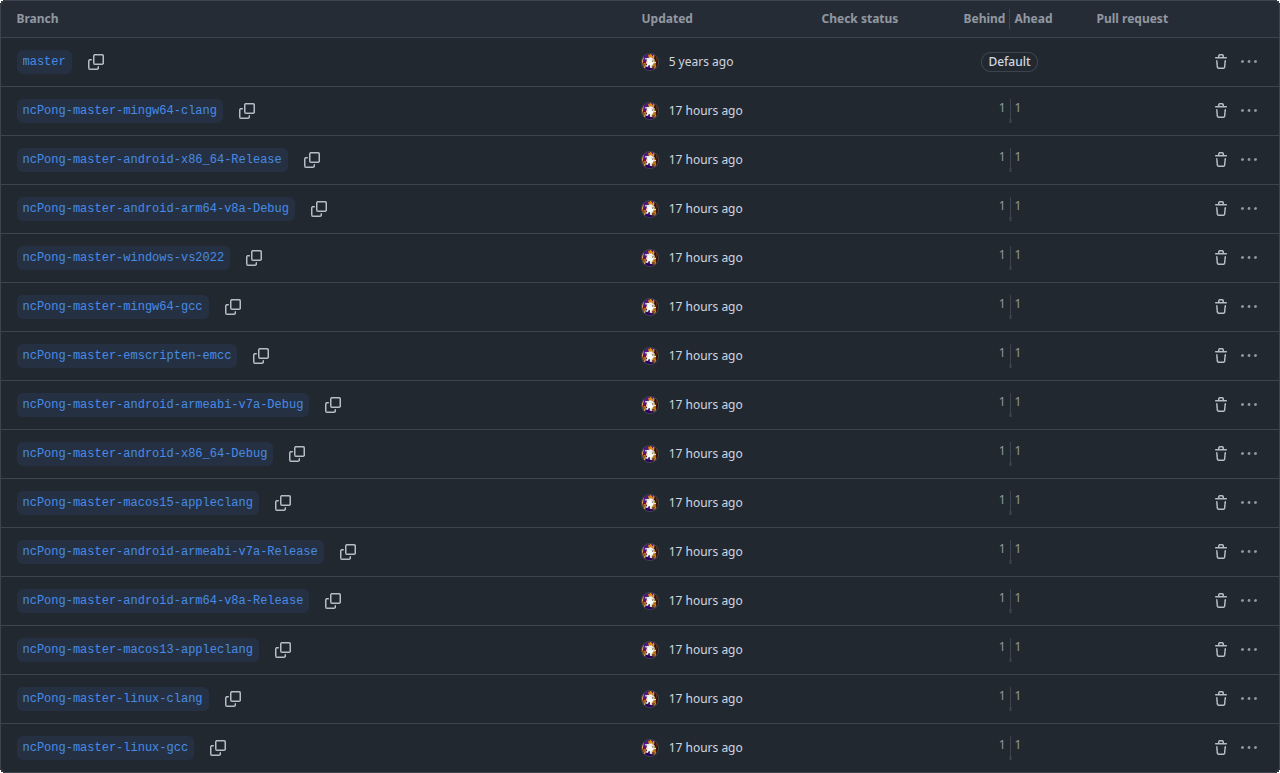 Branch Updated Check status Behind Ahead Pull request
master 5 years ago Default
ncPong-master-mingw64-clang 17 hours ago 1 1
ncPong-master-android-x86_64-Release 17 hours ago 1 1
ncPong-master-android-arm64-v8a-Debug 17 hours ago 1 1
ncPong-master-windows-vs2022 17 hours ago 1 1
ncPong-master-mingw64-gcc 17 hours ago 1 1
ncPong-master-emscripten-emcc 17 hours ago 1 1
ncPong-master-android-armeabi-v7a-Debug 17 hours ago 1 1
ncPong-master-android-x86_64-Debug 17 hours ago 1 1
ncPong-master-macos15-appleclang 17 hours ago 1 1
ncPong-master-android-armeabi-v7a-Release 17 hours ago 1 1
ncPong-master-android-arm64-v8a-Release 17 hours ago 1 1
ncPong-master-macos13-appleclang 17 hours ago 1 1
ncPong-master-linux-clang 17 hours ago 1 1
ncPong-master-linux-gcc 17 hours ago 1 1